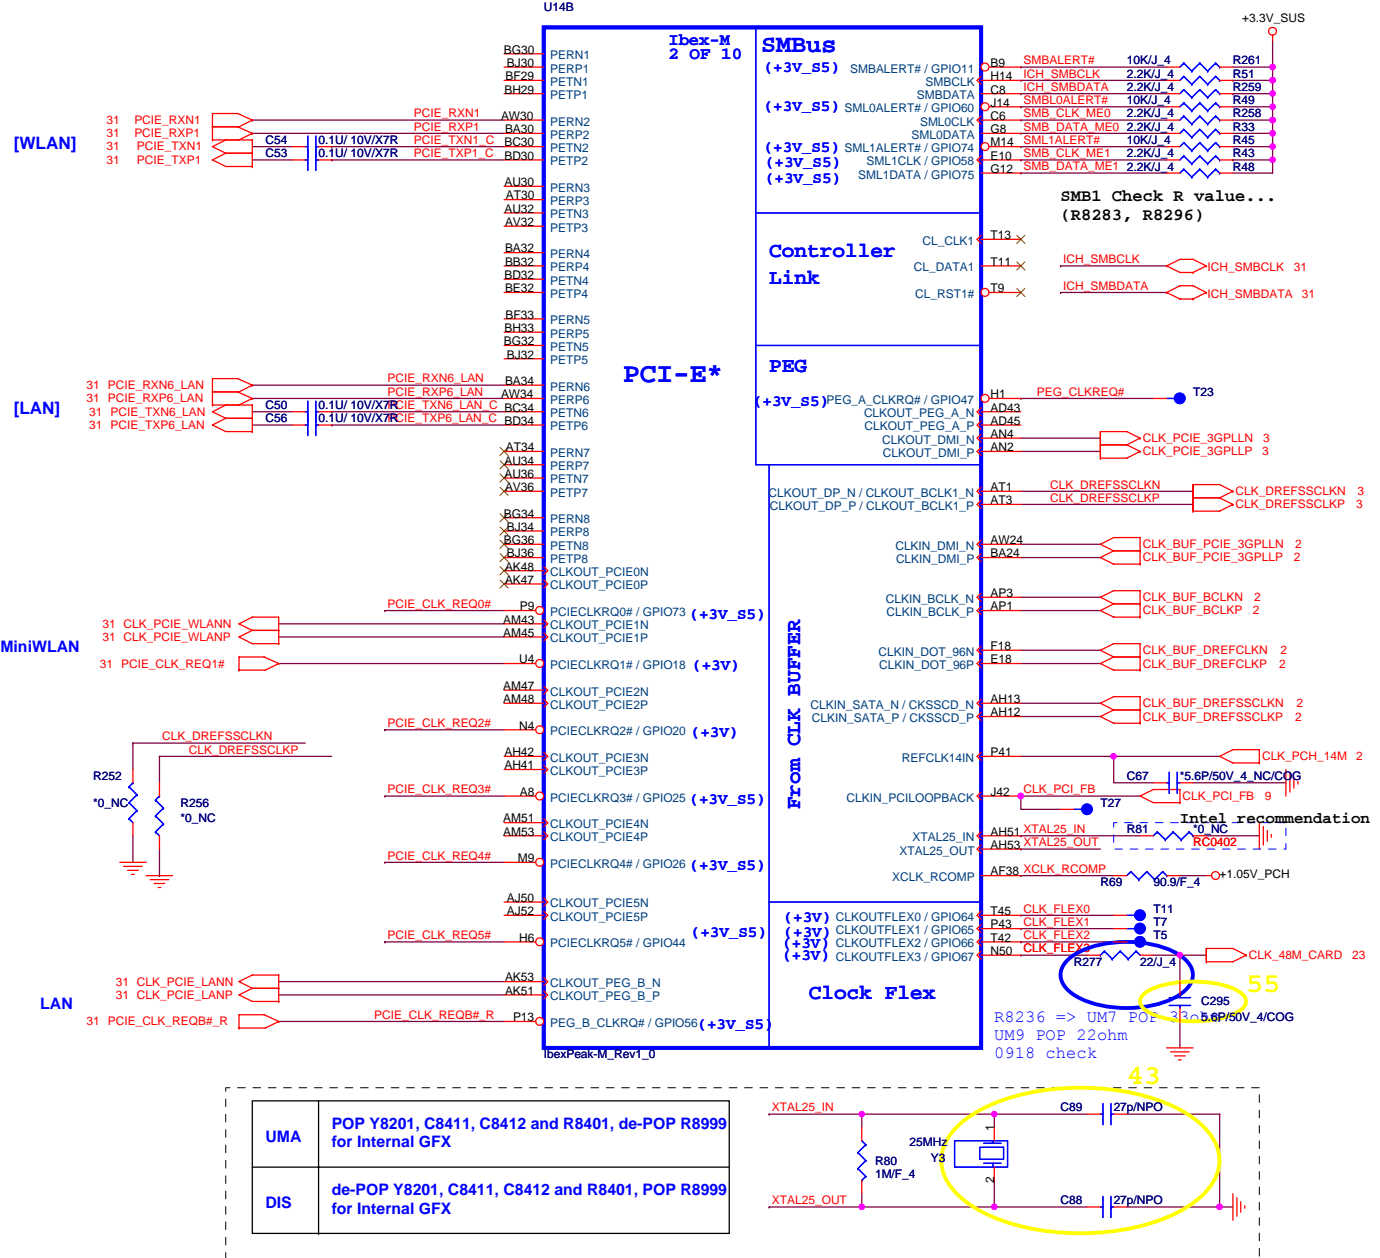 U14B
Ibex-M
2 OF 10
SMBus
PCI-E*
+3.3V_SUS
[WLAN]
31 PCIE_RXN1
31 PCIE_RXP1
31 PCIE_TXN1
31 PCIE_TXP1
C54 0.1U/ 10V/X7R
C53 0.1U/ 10V/X7R
PCIE_RXN1
PCIE_RXP1
PCIE_TXN1_C
PCIE_TXP1_C
BG30 PERN1
BJ30 PERP1
BF29 PETN1
BH29 PETP1
AW30 PERN2
BA30 PERP2
BC30 PETN2
BD30 PETP2
AU30 PERN3
AT30 PERP3
AU32 PETN3
AV32 PETP3
BA32 PERN4
BB32 PERP4
BD32 PETN4
BE32 PETP4
BF33 PERN5
BH33 PERP5
BG32 PETN5
BJ32 PETP5
[LAN]
31 PCIE_RXN6_LAN
31 PCIE_RXP6_LAN
31 PCIE_TXN6_LAN
31 PCIE_TXP6_LAN
C50 0.1U/ 10V/X7R
C56 0.1U/ 10V/X7R
PCIE_RXN6_LAN
PCIE_RXP6_LAN
PCIE_TXN6_LAN_C
PCIE_TXP6_LAN_C
BA34 PERN6
AW34 PERP6
BC34 PETN6
BD34 PETP6
AT34 PERN7
AU34 PERP7
AU36 PETN7
AV36 PETP7
BG34 PERN8
BJ34 PERP8
BG36 PETN8
BJ36 PETP8
AK48 CLKOUT_PCIE0N
AK47 CLKOUT_PCIE0P
PCIE_CLK_REQ0# P9 PCIECLKRQ0# / GPIO73 (+3V_S5)
MiniWLAN
31 CLK_PCIE_WLANN AM43 CLKOUT_PCIE1N
31 CLK_PCIE_WLANP AM45 CLKOUT_PCIE1P
31 PCIE_CLK_REQ1# U4 PCIECLKRQ1# / GPIO18 (+3V)
AM47 CLKOUT_PCIE2N
AM48 CLKOUT_PCIE2P
PCIE_CLK_REQ2# N4 PCIECLKRQ2# / GPIO20 (+3V)
CLK_DREFSSCLKN
CLK_DREFSSCLKP
R252
*0_NC
R256
*0_NC
AH42 CLKOUT_PCIE3N
AH41 CLKOUT_PCIE3P
PCIE_CLK_REQ3# A8 PCIECLKRQ3# / GPIO25 (+3V_S5)
AM51 CLKOUT_PCIE4N
AM53 CLKOUT_PCIE4P
PCIE_CLK_REQ4# M9 PCIECLKRQ4# / GPIO26 (+3V_S5)
AJ50 CLKOUT_PCIE5N
AJ52 CLKOUT_PCIE5P
PCIE_CLK_REQ5# H6 PCIECLKRQ5# / GPIO44 (+3V_S5)
LAN
31 CLK_PCIE_LANN AK53 CLKOUT_PEG_B_N
31 CLK_PCIE_LANP AK51 CLKOUT_PEG_B_P
31 PCIE_CLK_REQB#_R PCIE_CLK_REQB#_R P13 PEG_B_CLKRQ# / GPIO56 (+3V_S5)
IbexPeak-M_Rev1_0
(+3V_S5) SMBALERT# / GPIO11 B9 SMBALERT# 10K/J_4 R261
SMBCLK H14 ICH_SMBCLK 2.2K/J_4 R51
SMBDATA C8 ICH_SMBDATA 2.2K/J_4 R259
(+3V_S5) SML0ALERT# / GPIO60 J14 SMBL0ALERT# 10K/J_4 R49
SML0CLK C6 SMB_CLK_ME0 2.2K/J_4 R258
SML0DATA G8 SMB_DATA_ME0 2.2K/J_4 R33
(+3V_S5) SML1ALERT# / GPIO74 M14 SML1ALERT# 10K/J_4 R45
(+3V_S5) SML1CLK / GPIO58 E10 SMB_CLK_ME1 2.2K/J_4 R43
(+3V_S5) SML1DATA / GPIO75 G12 SMB_DATA_ME1 2.2K/J_4 R48
SMB1 Check R value...
(R8283, R8296)
Controller
Link
CL_CLK1 T13
CL_DATA1 T11
CL_RST1# T9
ICH_SMBCLK ICH_SMBCLK 31
ICH_SMBDATA ICH_SMBDATA 31
PEG
(+3V_S5) PEG_A_CLKRQ# / GPIO47 H1 PEG_CLKREQ# T23
CLKOUT_PEG_A_N AD43
CLKOUT_PEG_A_P AD45
CLKOUT_DMI_N AN4 CLK_PCIE_3GPLLN 3
CLKOUT_DMI_P AN2 CLK_PCIE_3GPLLP 3
From CLK BUFFER
CLKOUT_DP_N / CLKOUT_BCLK1_N AT1 CLK_DREFSSCLKN CLK_DREFSSCLKN 3
CLKOUT_DP_P / CLKOUT_BCLK1_P AT3 CLK_DREFSSCLKP CLK_DREFSSCLKP 3
CLKIN_DMI_N AW24 CLK_BUF_PCIE_3GPLLN 2
CLKIN_DMI_P BA24 CLK_BUF_PCIE_3GPLLP 2
CLKIN_BCLK_N AP3 CLK_BUF_BCLKN 2
CLKIN_BCLK_P AP1 CLK_BUF_BCLKP 2
CLKIN_DOT_96N F18 CLK_BUF_DREFCLKN 2
CLKIN_DOT_96P E18 CLK_BUF_DREFCLKP 2
CLKIN_SATA_N / CKSSCD_N AH13 CLK_BUF_DREFSSCLKN 2
CLKIN_SATA_P / CKSSCD_P AH12 CLK_BUF_DREFSSCLKP 2
REFCLK14IN P41 CLK_PCH_14M 2
C67 *5.6P/50V_4_NC/COG
CLKIN_PCILOOPBACK J42 CLK_PCI_FB CLK_PCI_FB 9
T27
Intel recommendation
XTAL25_IN AH51 XTAL25_IN R81 *0_NC
RC0402
XTAL25_OUT AH53 XTAL25_OUT
XCLK_RCOMP AF38 XCLK_RCOMP R69 90.9/F_4 +1.05V_PCH
(+3V) CLKOUTFLEX0 / GPIO64 T45 CLK_FLEX0 T11
(+3V) CLKOUTFLEX1 / GPIO65 P43 CLK_FLEX1 T7
(+3V) CLKOUTFLEX2 / GPIO66 T42 CLK_FLEX2 T5
(+3V) CLKOUTFLEX3 / GPIO67 N50 CLK_FLEX3 R277 22/J_4 CLK_48M_CARD 23
Clock Flex
55
C295
5.6P/50V_4/COG
R8236 => UM7 POP 33ohm
UM9 POP 22ohm
0918 check
43
UMA
POP Y8201, C8411, C8412 and R8401, de-POP R8999
for Internal GFX
DIS
de-POP Y8201, C8411, C8412 and R8401, POP R8999
for Internal GFX
XTAL25_IN
C89 27p/NPO
1
25MHz
Y3
R80
1M/F_4
2
XTAL25_OUT
C88 27p/NPO